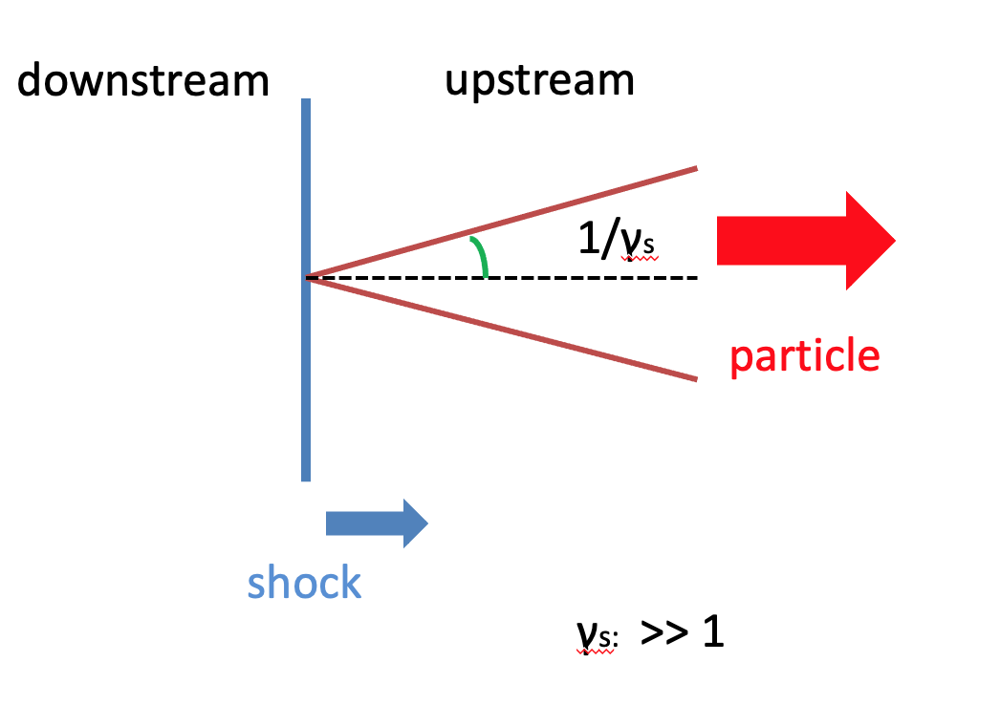 downstream
upstream
1/γs
particle
shock
γs: >> 1